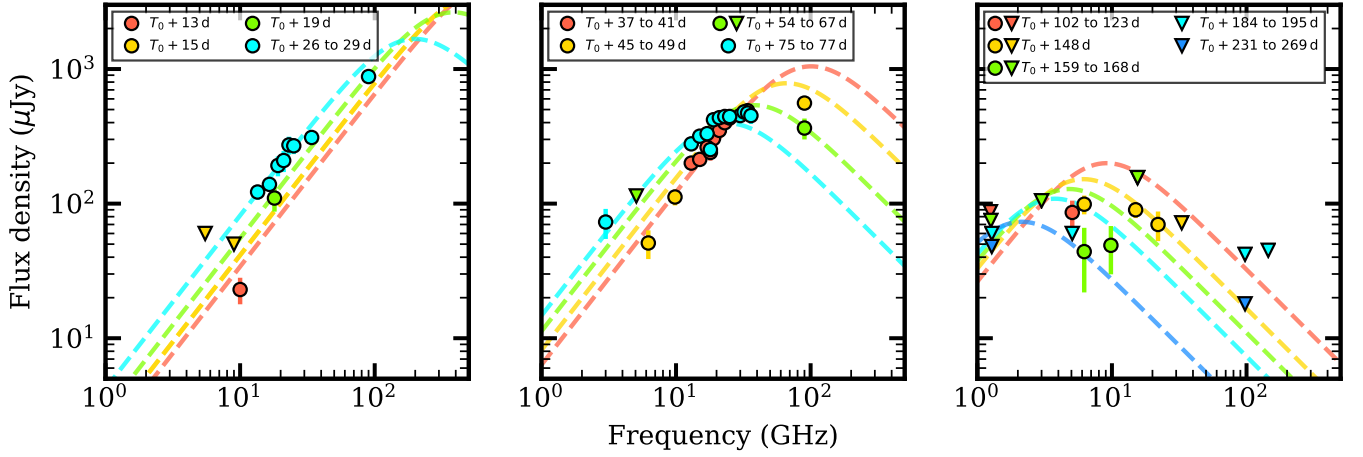 Flux density (μJy)
10³
10²
10¹
T₀ + 13 d
T₀ + 15 d
T₀ + 19 d
T₀ + 26 to 29 d
10⁰ 10¹ 10²
T₀ + 37 to 41 d
T₀ + 45 to 49 d
T₀ + 54 to 67 d
T₀ + 75 to 77 d
10⁰ 10¹ 10²
T₀ + 102 to 123 d
T₀ + 148 d
T₀ + 159 to 168 d
T₀ + 184 to 195 d
T₀ + 231 to 269 d
10⁰ 10¹ 10²
Frequency (GHz)